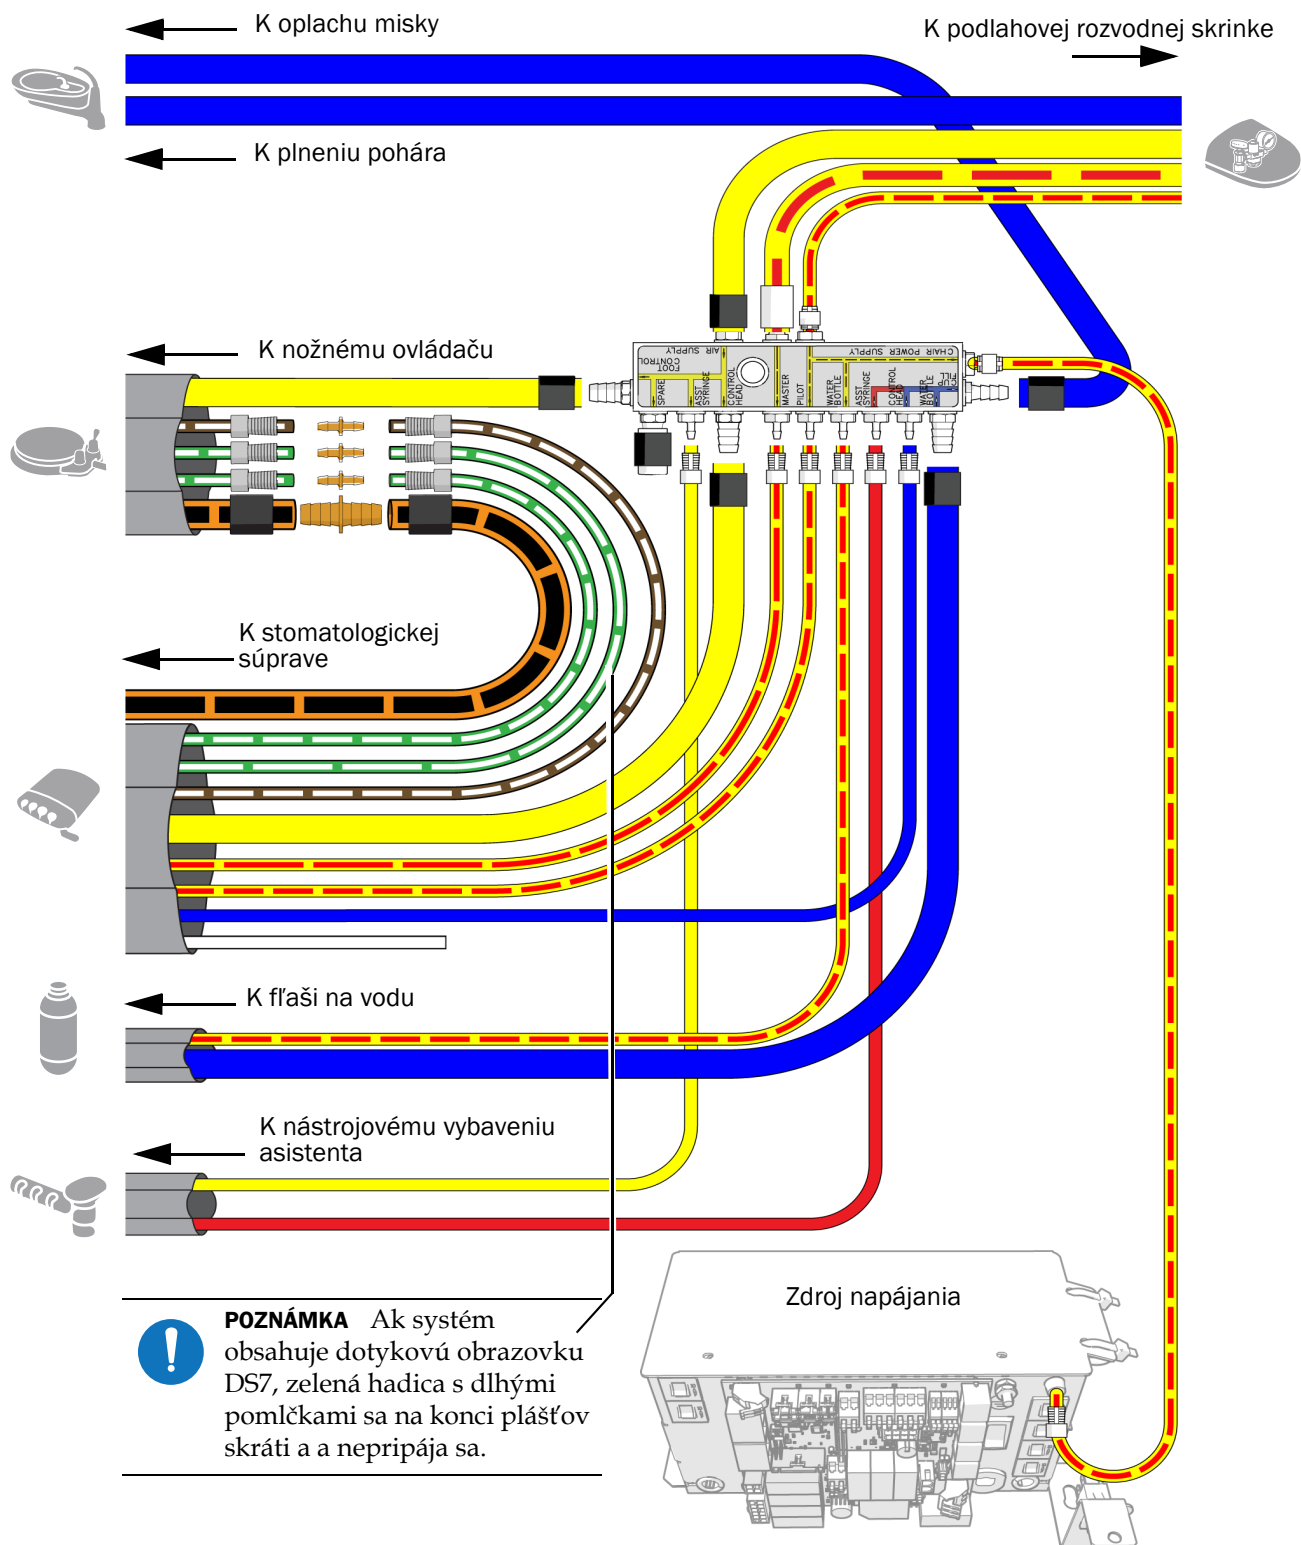 K oplachu misky
K podlahovej rozvodnej skrinke
K plneniu pohára
K nožnému ovládaču
AIR SUPPLY
FOOT
CONTROL
CHAIR POWER SUPPLY
CUP
FILL
SPARE
ASST
SYRINGE
CONTROL
HEAD
MASTER
PILOT
WATER
BOTTLE
ASST
SYRINGE
CONTROL
HEAD
WATER
BOTTLE
K stomatologickej
súprave
K fľaši na vodu
K nástrojovému vybaveniu
asistenta
Zdroj napájania
POZNÁMKA Ak systém
obsahuje dotykovú obrazovku
DS7, zelená hadica s dlhými
pomlčkami sa na konci plášťov
skráti a a nepripája sa.